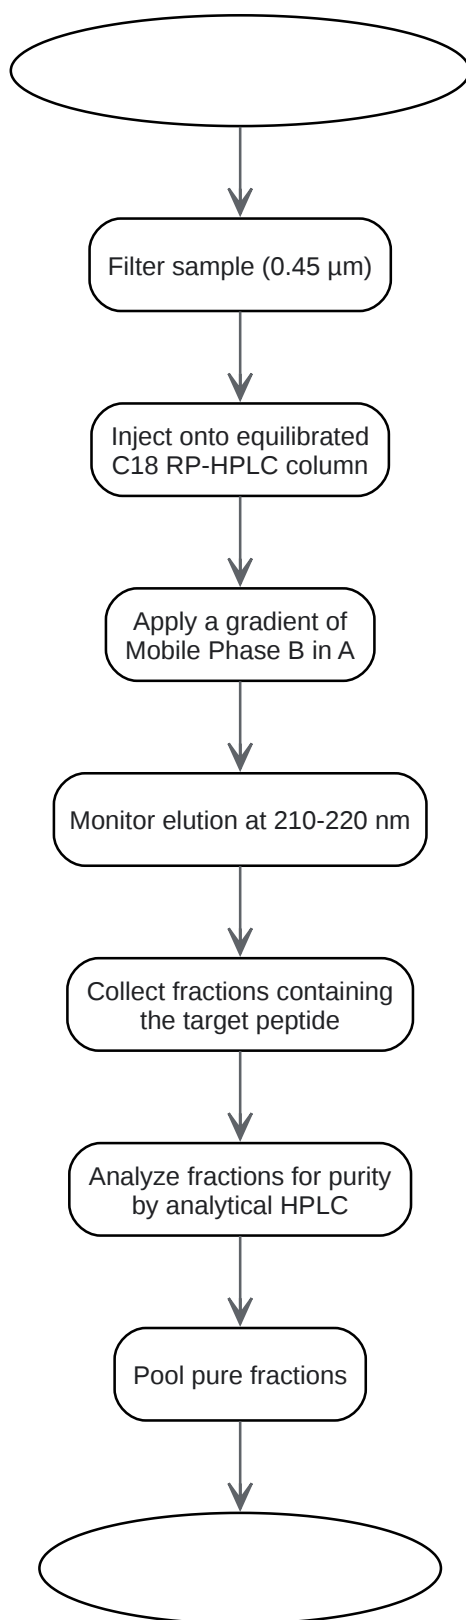 Filter sample (0.45 µm)
Inject onto equilibrated
C18 RP-HPLC column
Apply a gradient of
Mobile Phase B in A
Monitor elution at 210-220 nm
Collect fractions containing
the target peptide
Analyze fractions for purity
by analytical HPLC
Pool pure fractions